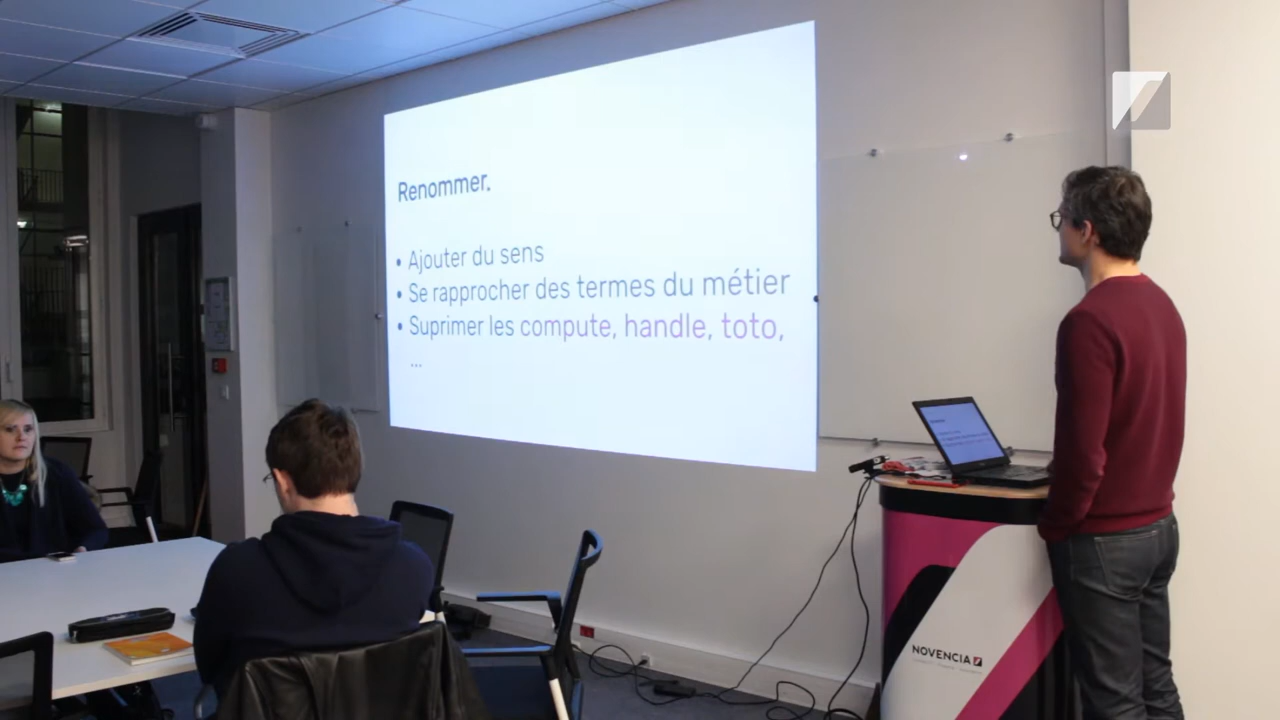 Renommer.
• Ajouter du sens
• Se rapprocher des termes du métier
• Suprimer les compute, handle, toto,
...
NOVENCIA